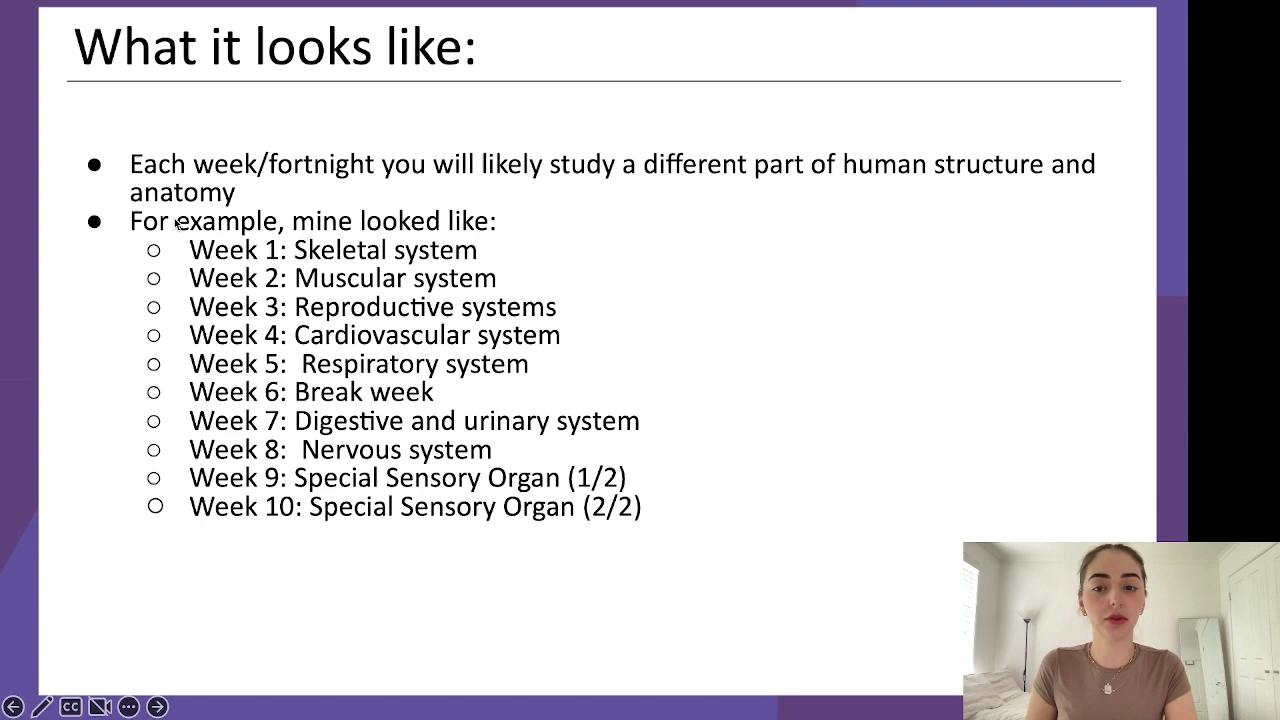 What it looks like:
● Each week/fortnight you will likely study a different part of human structure and
anatomy
● For example, mine looked like:
○ Week 1: Skeletal system
○ Week 2: Muscular system
○ Week 3: Reproductive systems
○ Week 4: Cardiovascular system
○ Week 5:  Respiratory system
○ Week 6: Break week
○ Week 7: Digestive and urinary system
○ Week 8:  Nervous system
○ Week 9: Special Sensory Organ (1/2)
○ Week 10: Special Sensory Organ (2/2)
CC